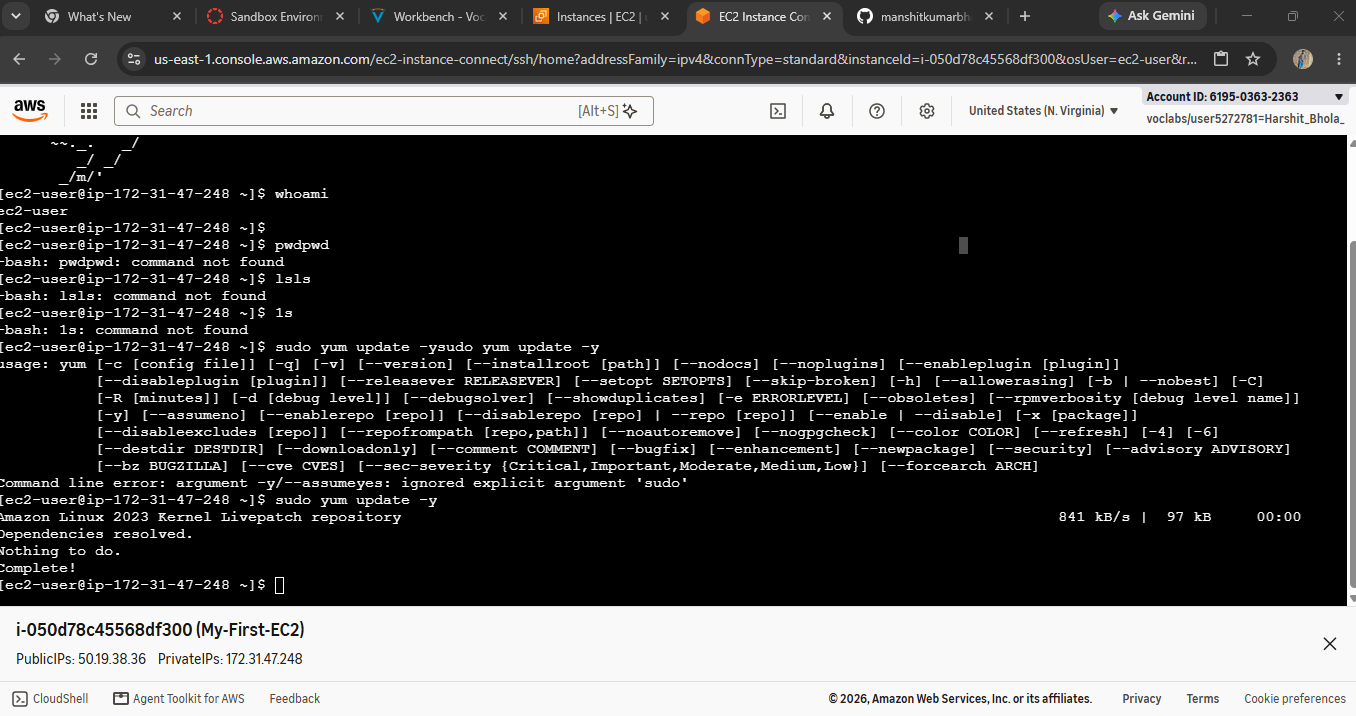 What's New
Sandbox Environ
Workbench - Voc
Instances | EC2 |
EC2 Instance Con
manshitkumarbh
Ask Gemini
us-east-1.console.aws.amazon.com/ec2-instance-connect/ssh/home?addressFamily=ipv4&connType=standard&instanceId=i-050d78c45568df300&osUser=ec2-user&r...
aws
Search
[Alt+S]
United States (N. Virginia)
Account ID: 6195-0363-2363
voclabs/user5272781=Harshit_Bhola_
~~._.   _/
_/ _/
_/m/'
[ec2-user@ip-172-31-47-248 ~]$ whoami
ec2-user
[ec2-user@ip-172-31-47-248 ~]$
[ec2-user@ip-172-31-47-248 ~]$ pwdpwd
-bash: pwdpwd: command not found
[ec2-user@ip-172-31-47-248 ~]$ lsls
-bash: lsls: command not found
[ec2-user@ip-172-31-47-248 ~]$ 1s
-bash: 1s: command not found
[ec2-user@ip-172-31-47-248 ~]$ sudo yum update -ysudo yum update -y
usage: yum [-c [config file]] [-q] [-v] [--version] [--installroot [path]] [--nodocs] [--noplugins] [--enableplugin [plugin]]
[--disableplugin [plugin]] [--releasever RELEASEVER] [--setopt SETOPTS] [--skip-broken] [-h] [--allowerasing] [-b | --nobest] [-C]
[-R [minutes]] [-d [debug level]] [--debugsolver] [--showduplicates] [-e ERRORLEVEL] [--obsoletes] [--rpmverbosity [debug level name]]
[-y] [--assumeno] [--enablerepo [repo]] [--disablerepo [repo] | --repo [repo]] [--enable | --disable] [-x [package]]
[--disableexcludes [repo]] [--repofrompath [repo,path]] [--noautoremove] [--nogpgcheck] [--color COLOR] [--refresh] [-4] [-6]
[--destdir DESTDIR] [--downloadonly] [--comment COMMENT] [--bugfix] [--enhancement] [--newpackage] [--security] [--advisory ADVISORY]
[--bz BUGZILLA] [--cve CVES] [--sec-severity {Critical,Important,Moderate,Medium,Low}] [--forcearch ARCH]
Command line error: argument -y/--assumeyes: ignored explicit argument 'sudo'
[ec2-user@ip-172-31-47-248 ~]$ sudo yum update -y
Amazon Linux 2023 Kernel Livepatch repository 841 kB/s | 97 kB 00:00
Dependencies resolved.
Nothing to do.
Complete!
[ec2-user@ip-172-31-47-248 ~]$
i-050d78c45568df300 (My-First-EC2)
PublicIPs: 50.19.38.36 PrivateIPs: 172.31.47.248
CloudShell
Agent Toolkit for AWS
Feedback
© 2026, Amazon Web Services, Inc. or its affiliates.
Privacy
Terms
Cookie preferences